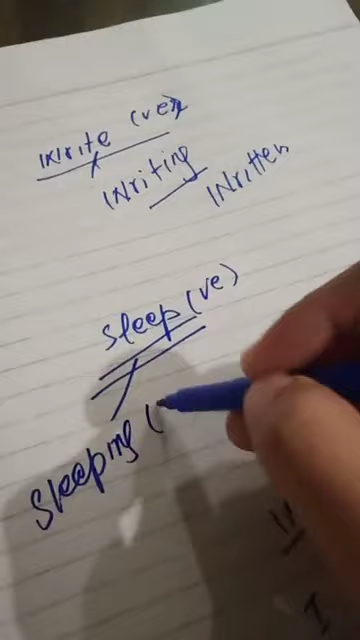 Write (ve)
Writing
Written
Sleep (ve)
Sleeping (
I